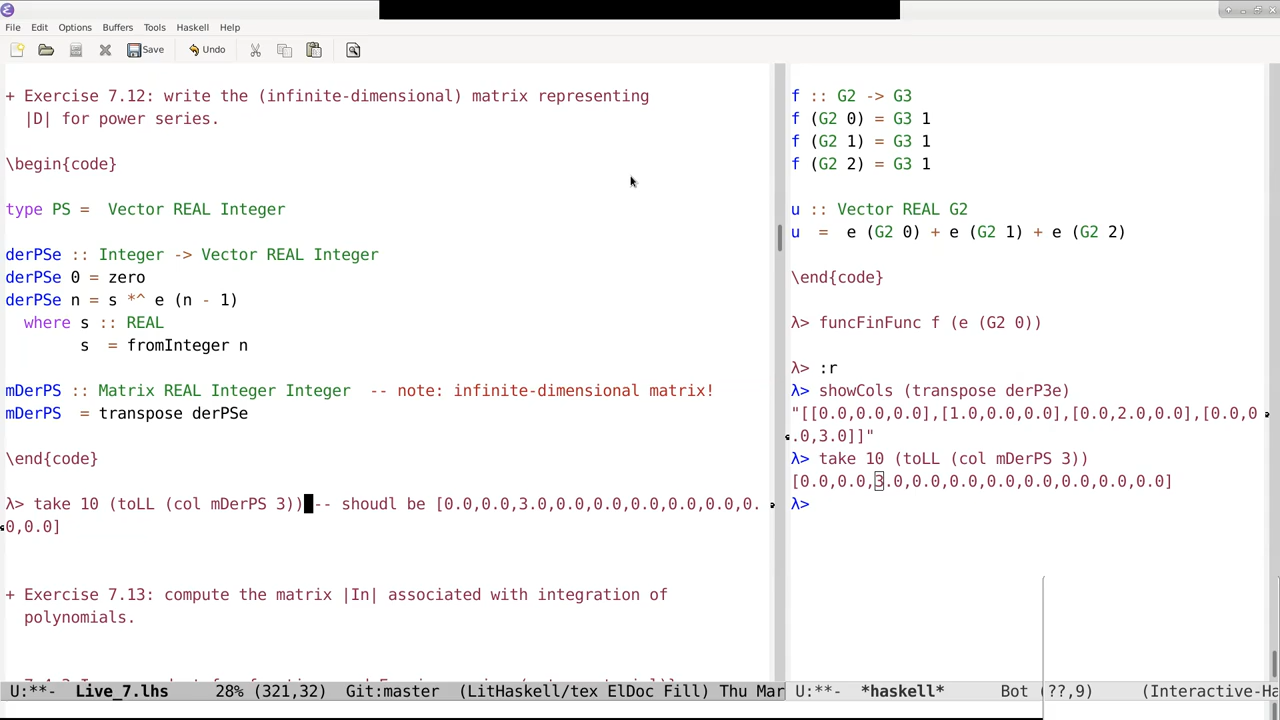 File Edit Options Buffers Tools Haskell Help
Save Undo
+ Exercise 7.12: write the (infinite-dimensional) matrix representing
|D| for power series.
\begin{code}
type PS =  Vector REAL Integer
derPSe :: Integer -> Vector REAL Integer
derPSe 0 = zero
derPSe n = s *^ e (n - 1)
where s :: REAL
s  = fromInteger n
mDerPS :: Matrix REAL Integer Integer  -- note: infinite-dimensional matrix!
mDerPS  = transpose derPSe
\end{code}
λ> take 10 (toLL (col mDerPS 3)) -- shoudl be [0.0,0.0,3.0,0.0,0.0,0.0,0.0,0.0,0.
0,0.0]
+ Exercise 7.13: compute the matrix |In| associated with integration of
polynomials.
U:**-  Live_7.lhs      28% (321,32)   Git:master  (LitHaskell/tex ElDoc Fill) Thu Mar
f :: G2 -> G3
f (G2 0) = G3 1
f (G2 1) = G3 1
f (G2 2) = G3 1
u :: Vector REAL G2
u  =  e (G2 0) + e (G2 1) + e (G2 2)
\end{code}
λ> funcFinFunc f (e (G2 0))
λ> :r
λ> showCols (transpose derP3e)
"[[0.0,0.0,0.0],[1.0,0.0,0.0],[0.0,2.0,0.0],[0.0,0
.0,3.0]]"
λ> take 10 (toLL (col mDerPS 3))
[0.0,0.0,3.0,0.0,0.0,0.0,0.0,0.0,0.0,0.0]
λ>
U:**-  *haskell*      Bot (??,9)     (Interactive-Ha